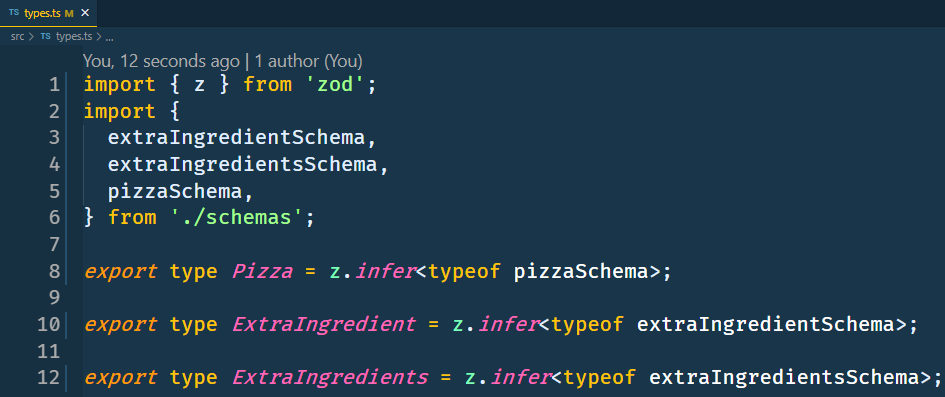 TS types.ts M ×
src > TS types.ts > ...
You, 12 seconds ago | 1 author (You)
1 import { z } from 'zod';
2 import {
3 extraIngredientSchema,
4 extraIngredientsSchema,
5 pizzaSchema,
6 } from './schemas';
7
8 export type Pizza = z.infer<typeof pizzaSchema>;
9
10 export type ExtraIngredient = z.infer<typeof extraIngredientSchema>;
11
12 export type ExtraIngredients = z.infer<typeof extraIngredientsSchema>;